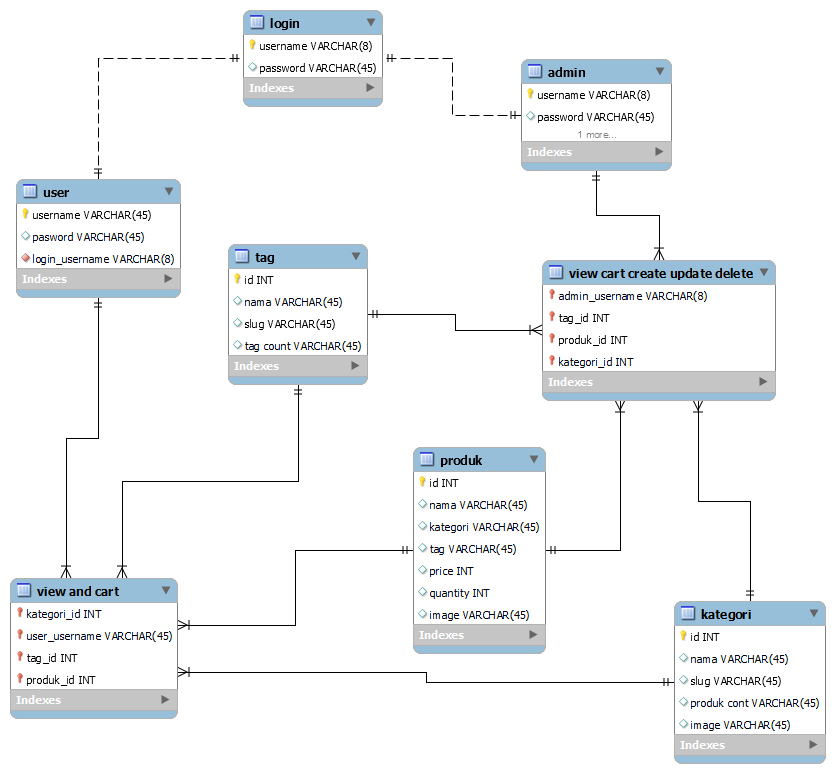 login
username VARCHAR(8)
password VARCHAR(45)
Indexes
admin
username VARCHAR(8)
password VARCHAR(45)
1 more...
Indexes
user
username VARCHAR(45)
pasword VARCHAR(45)
login_username VARCHAR(8)
Indexes
tag
id INT
nama VARCHAR(45)
slug VARCHAR(45)
tag count VARCHAR(45)
Indexes
view cart create update delete
admin_username VARCHAR(8)
tag_id INT
produk_id INT
kategori_id INT
Indexes
produk
id INT
nama VARCHAR(45)
kategori VARCHAR(45)
tag VARCHAR(45)
price INT
quantity INT
image VARCHAR(45)
Indexes
view and cart
kategori_id INT
user_username VARCHAR(45)
tag_id INT
produk_id INT
Indexes
kategori
id INT
nama VARCHAR(45)
slug VARCHAR(45)
produk cont VARCHAR(45)
image VARCHAR(45)
Indexes